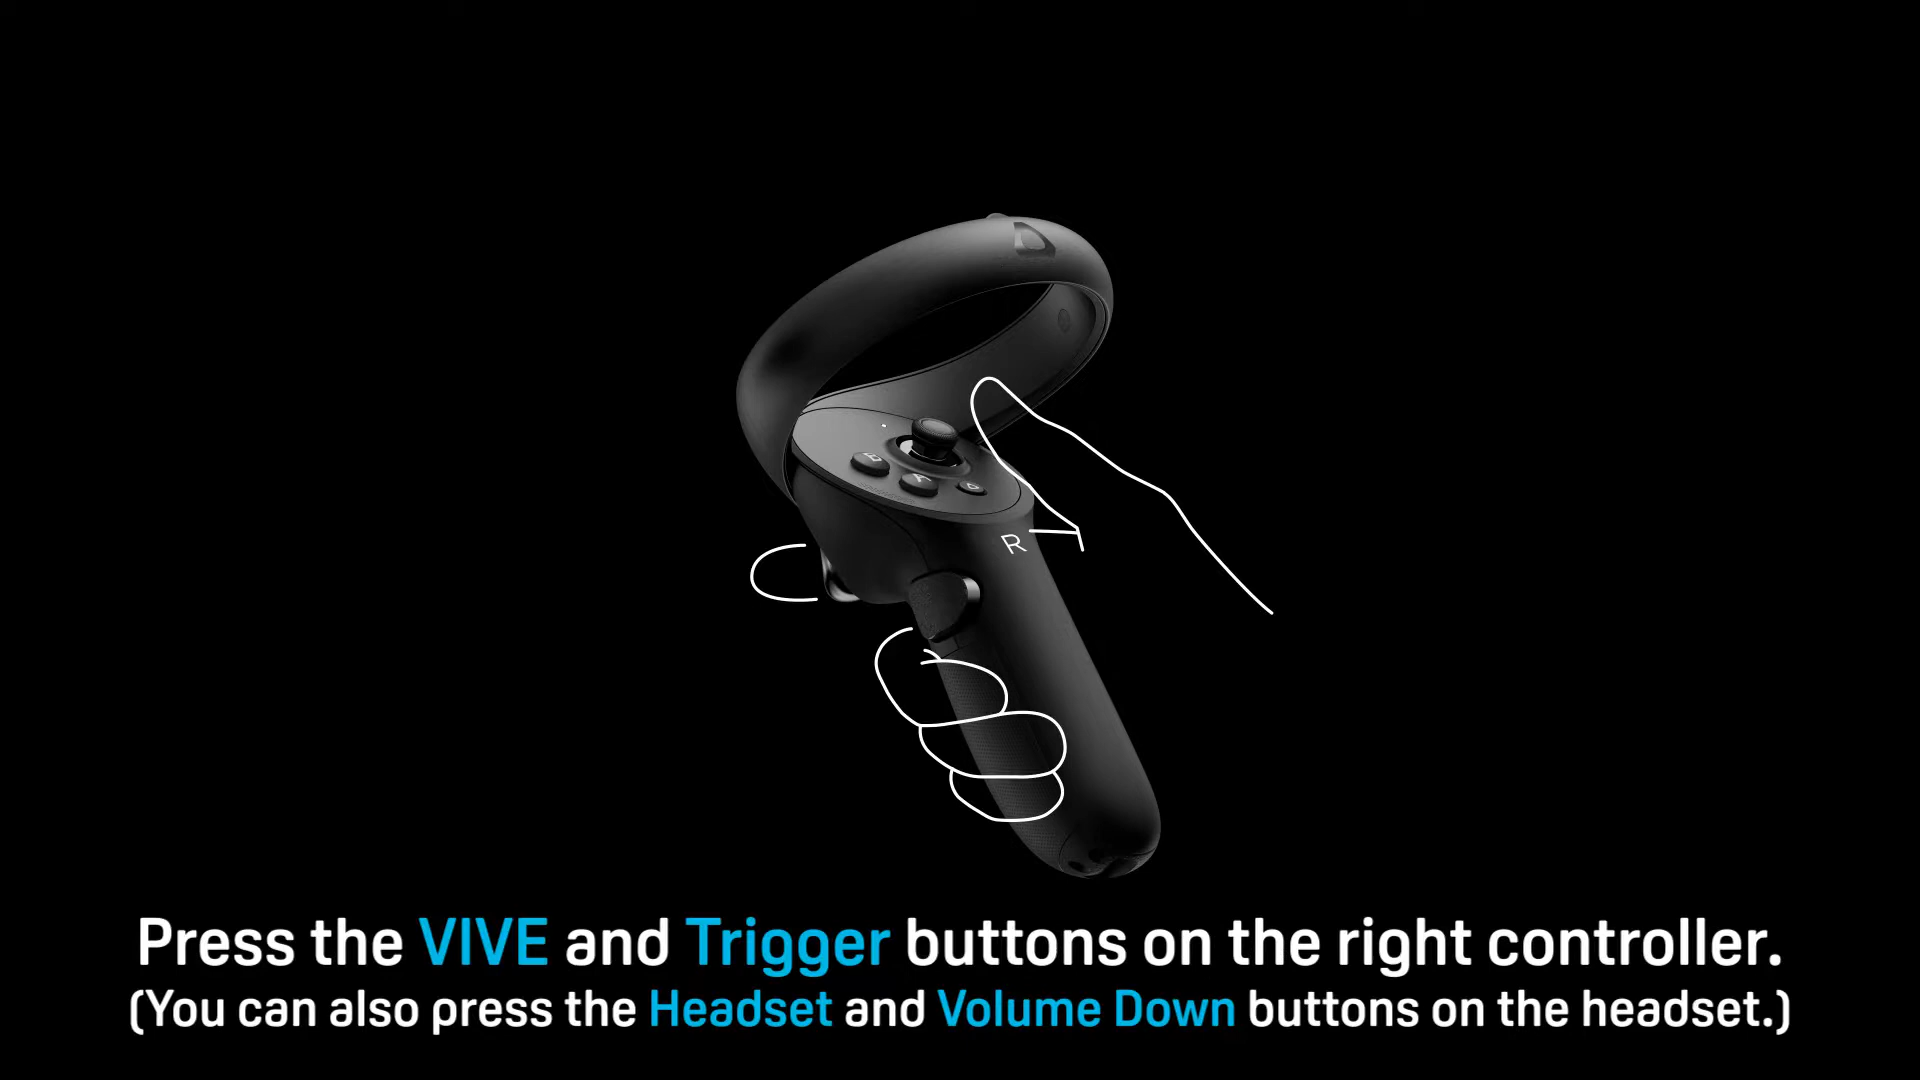 R
Press the VIVE and Trigger buttons on the right controller.
(You can also press the Headset and Volume Down buttons on the headset.)